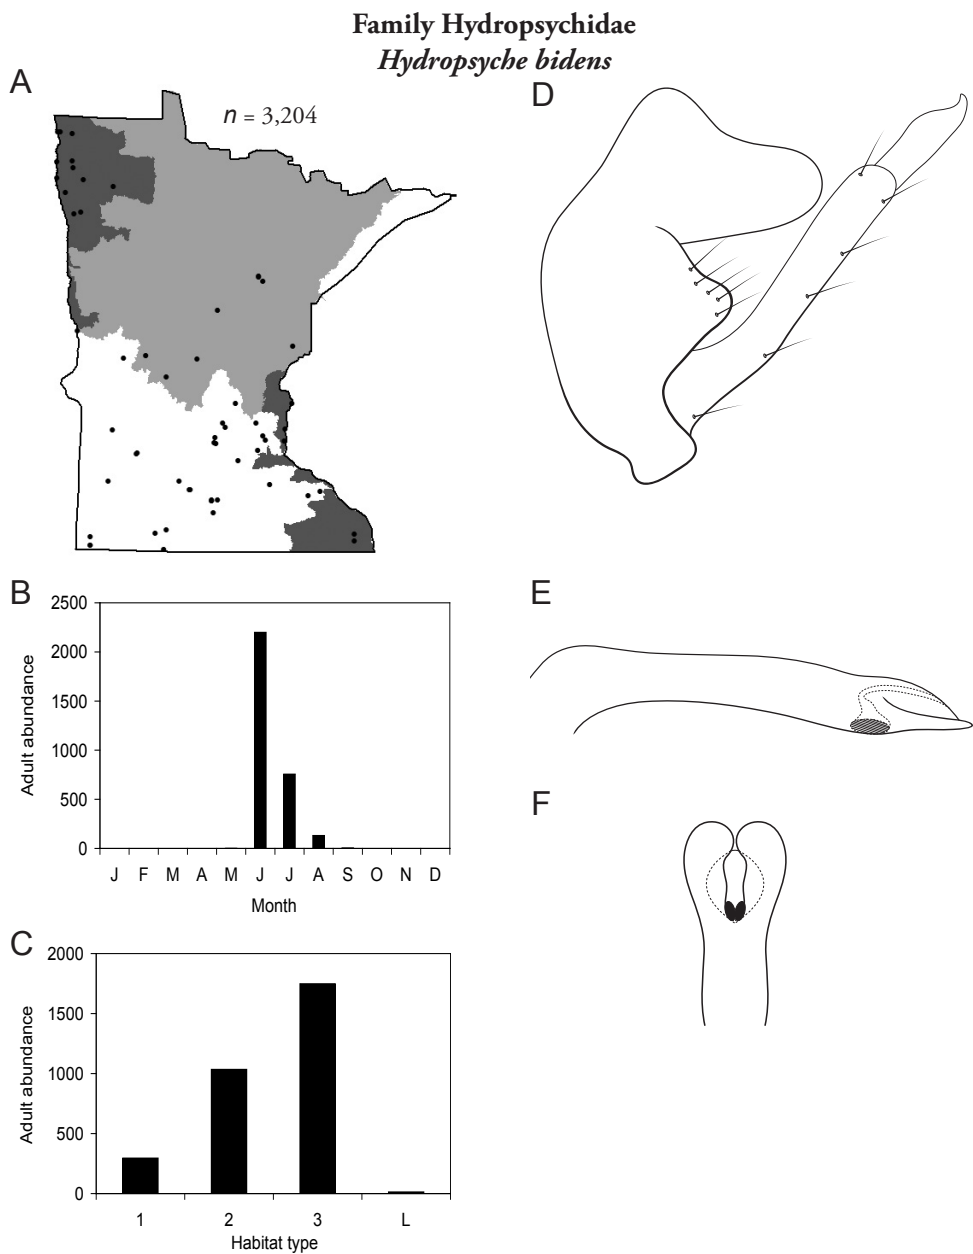 Family Hydropsychidae
Hydropsyche bidens
A
n = 3,204
B
2500
2000
1500
1000
500
0
Adult abundance
J F M A M J J A S O N D
Month
C
2000
1500
1000
500
0
Adult abundance
1 2 3 L
Habitat type
D
E
F